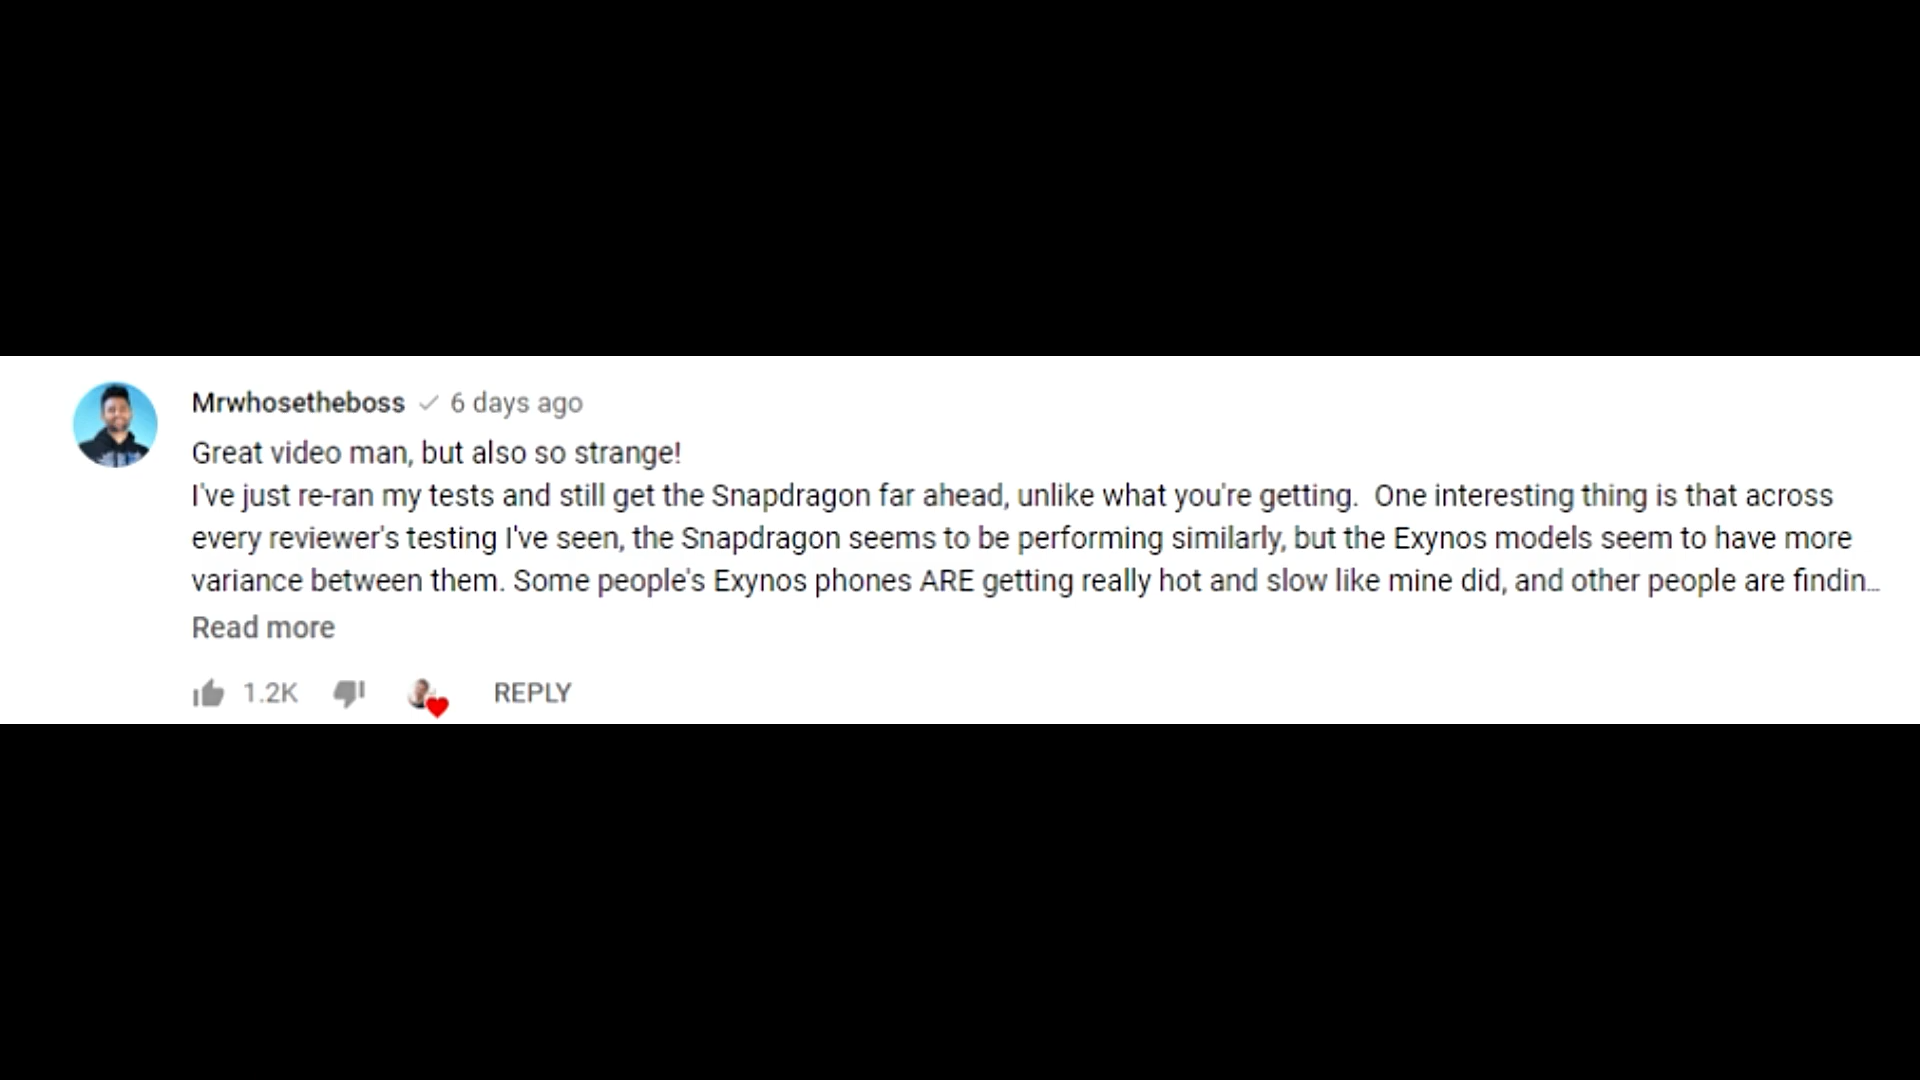 Mrwhosetheboss ✓ 6 days ago
Great video man, but also so strange!
I've just re-ran my tests and still get the Snapdragon far ahead, unlike what you're getting.  One interesting thing is that across
every reviewer's testing I've seen, the Snapdragon seems to be performing similarly, but the Exynos models seem to have more
variance between them. Some people's Exynos phones ARE getting really hot and slow like mine did, and other people are findin...
Read more
1.2K REPLY